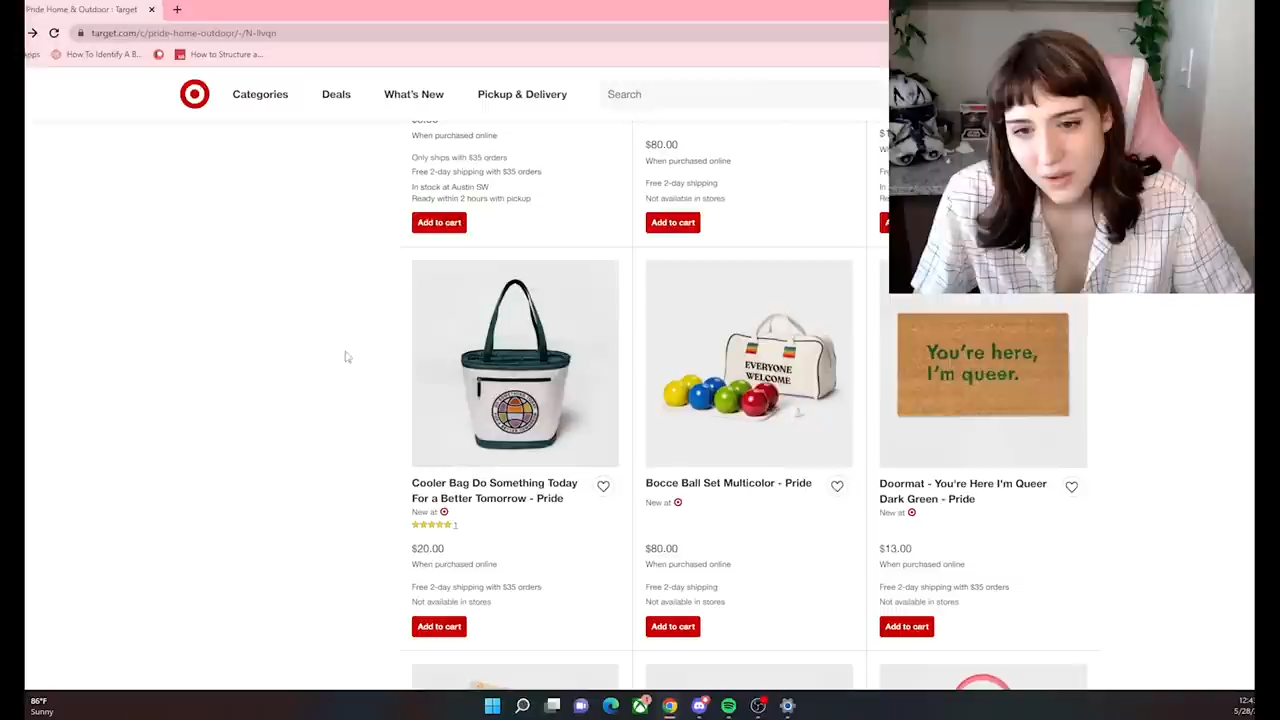 Pride Home & Outdoor : Target
target.com/c/pride-home-outdoor/-/N-llvqn
How To Identify A B...
How to Structure a...
Categories
Deals
What's New
Pickup & Delivery
Search
When purchased online
Only ships with $35 orders
Free 2-day shipping with $35 orders
In stock at Austin SW
Ready within 2 hours with pickup
Add to cart
$80.00
When purchased online
Free 2-day shipping
Not available in stores
Add to cart
EVERYONE
WELCOME
You're here,
I'm queer.
Cooler Bag Do Something Today
For a Better Tomorrow - Pride
New at
1
$20.00
When purchased online
Free 2-day shipping with $35 orders
Not available in stores
Add to cart
Bocce Ball Set Multicolor - Pride
New at
$80.00
When purchased online
Free 2-day shipping
Not available in stores
Add to cart
Doormat - You're Here I'm Queer
Dark Green - Pride
New at
$13.00
When purchased online
Free 2-day shipping with $35 orders
Not available in stores
Add to cart
86°F
Sunny